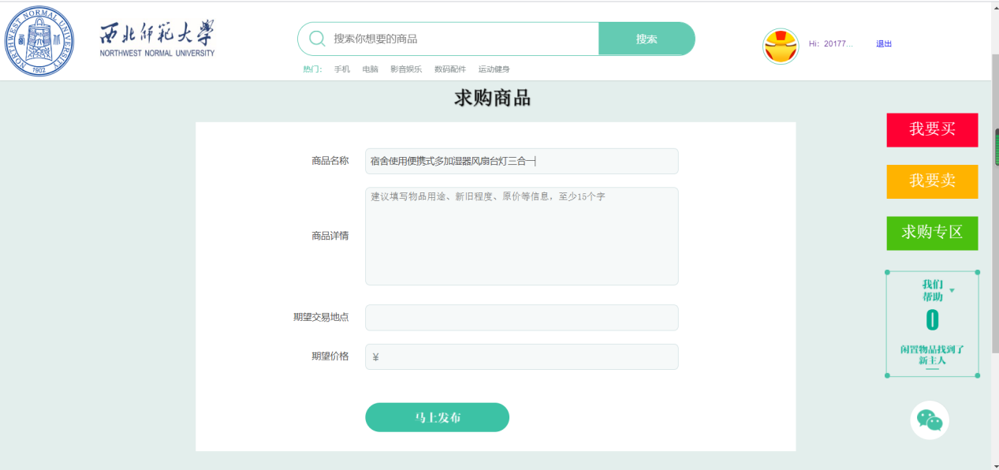 NORTHWEST NORMAL UNIVERSITY
1902
西北师范大学
NORTHWEST NORMAL UNIVERSITY
搜索你想要的商品
搜索
热门： 手机 电脑 影音娱乐 数码配件 运动健身
Hi：20177...
退出
求购商品
商品名称
宿舍使用便携式多加湿器风扇台灯三合一
商品详情
建议填写物品用途、新旧程度、原价等信息，至少15个字
期望交易地点
期望价格
¥
马上发布
我要买
我要卖
求购专区
我们
帮助
0
闲置物品找到了
新主人